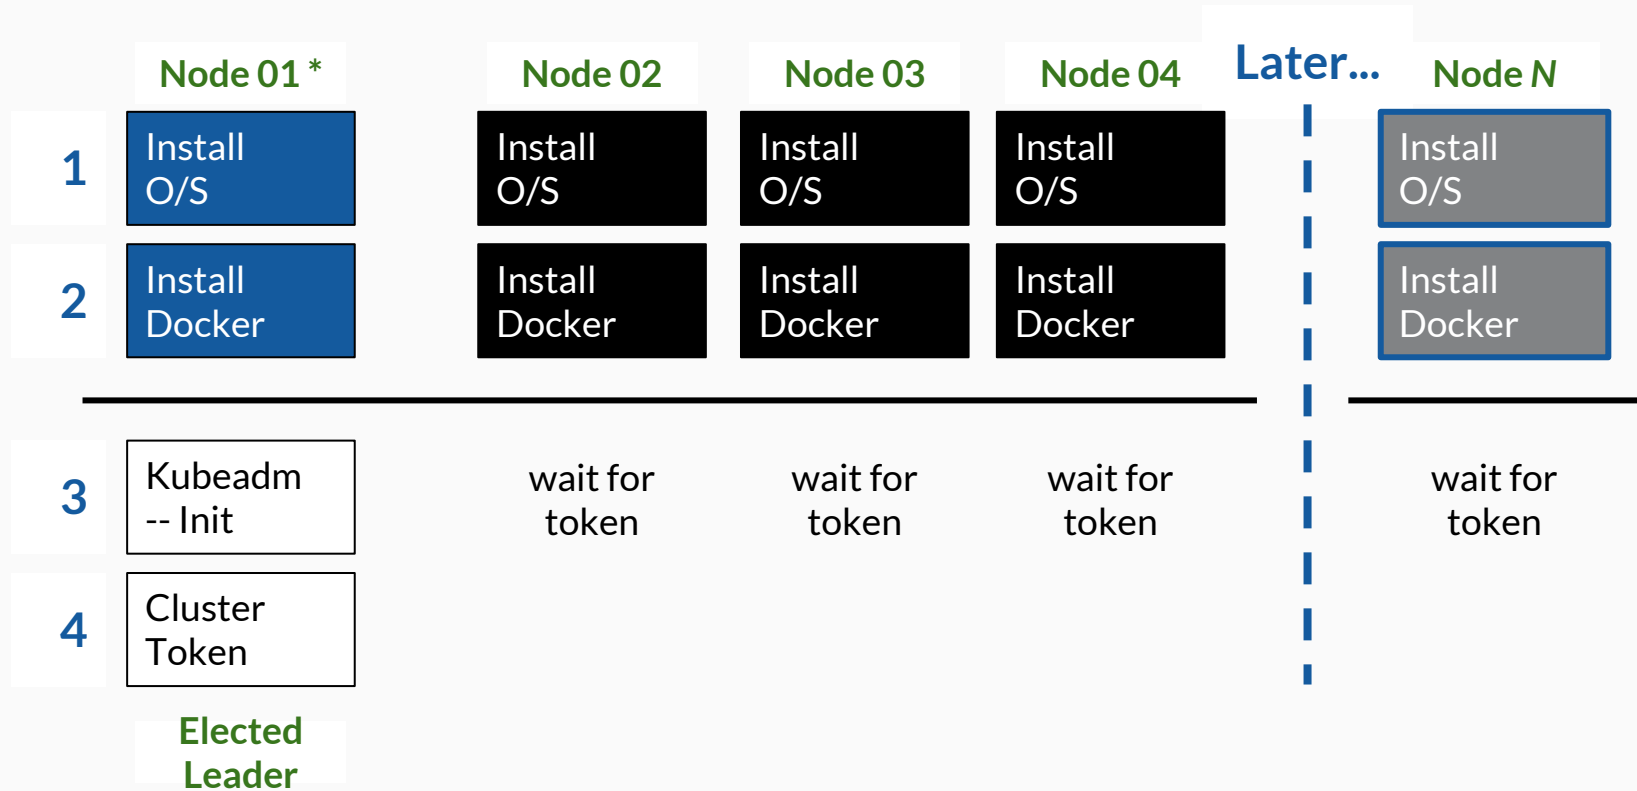 Node 01 *
Node 02
Node 03
Node 04
Later...
Node N
1
Install
O/S
Install
O/S
Install
O/S
Install
O/S
Install
O/S
2
Install
Docker
Install
Docker
Install
Docker
Install
Docker
Install
Docker
3
Kubeadm
-- Init
wait for
token
wait for
token
wait for
token
wait for
token
4
Cluster
Token
Elected
Leader